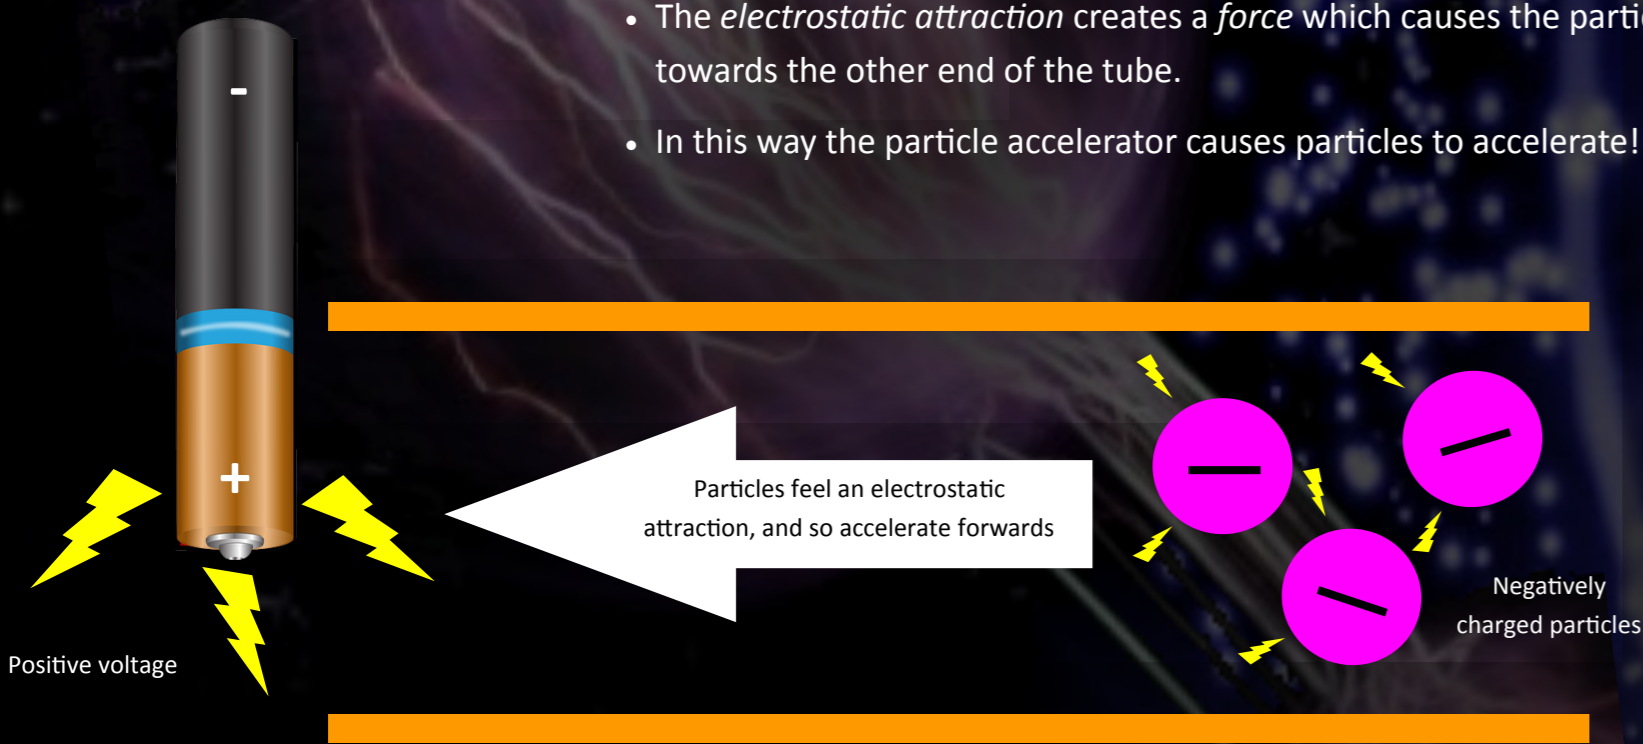 • The electrostatic attraction creates a force which causes the
towards the other end of the tube.
• In this way the particle accelerator causes particles to accelerate!
-
+
Particles feel an electrostatic
attraction, and so accelerate forwards
Negatively
charged particles
Positive voltage